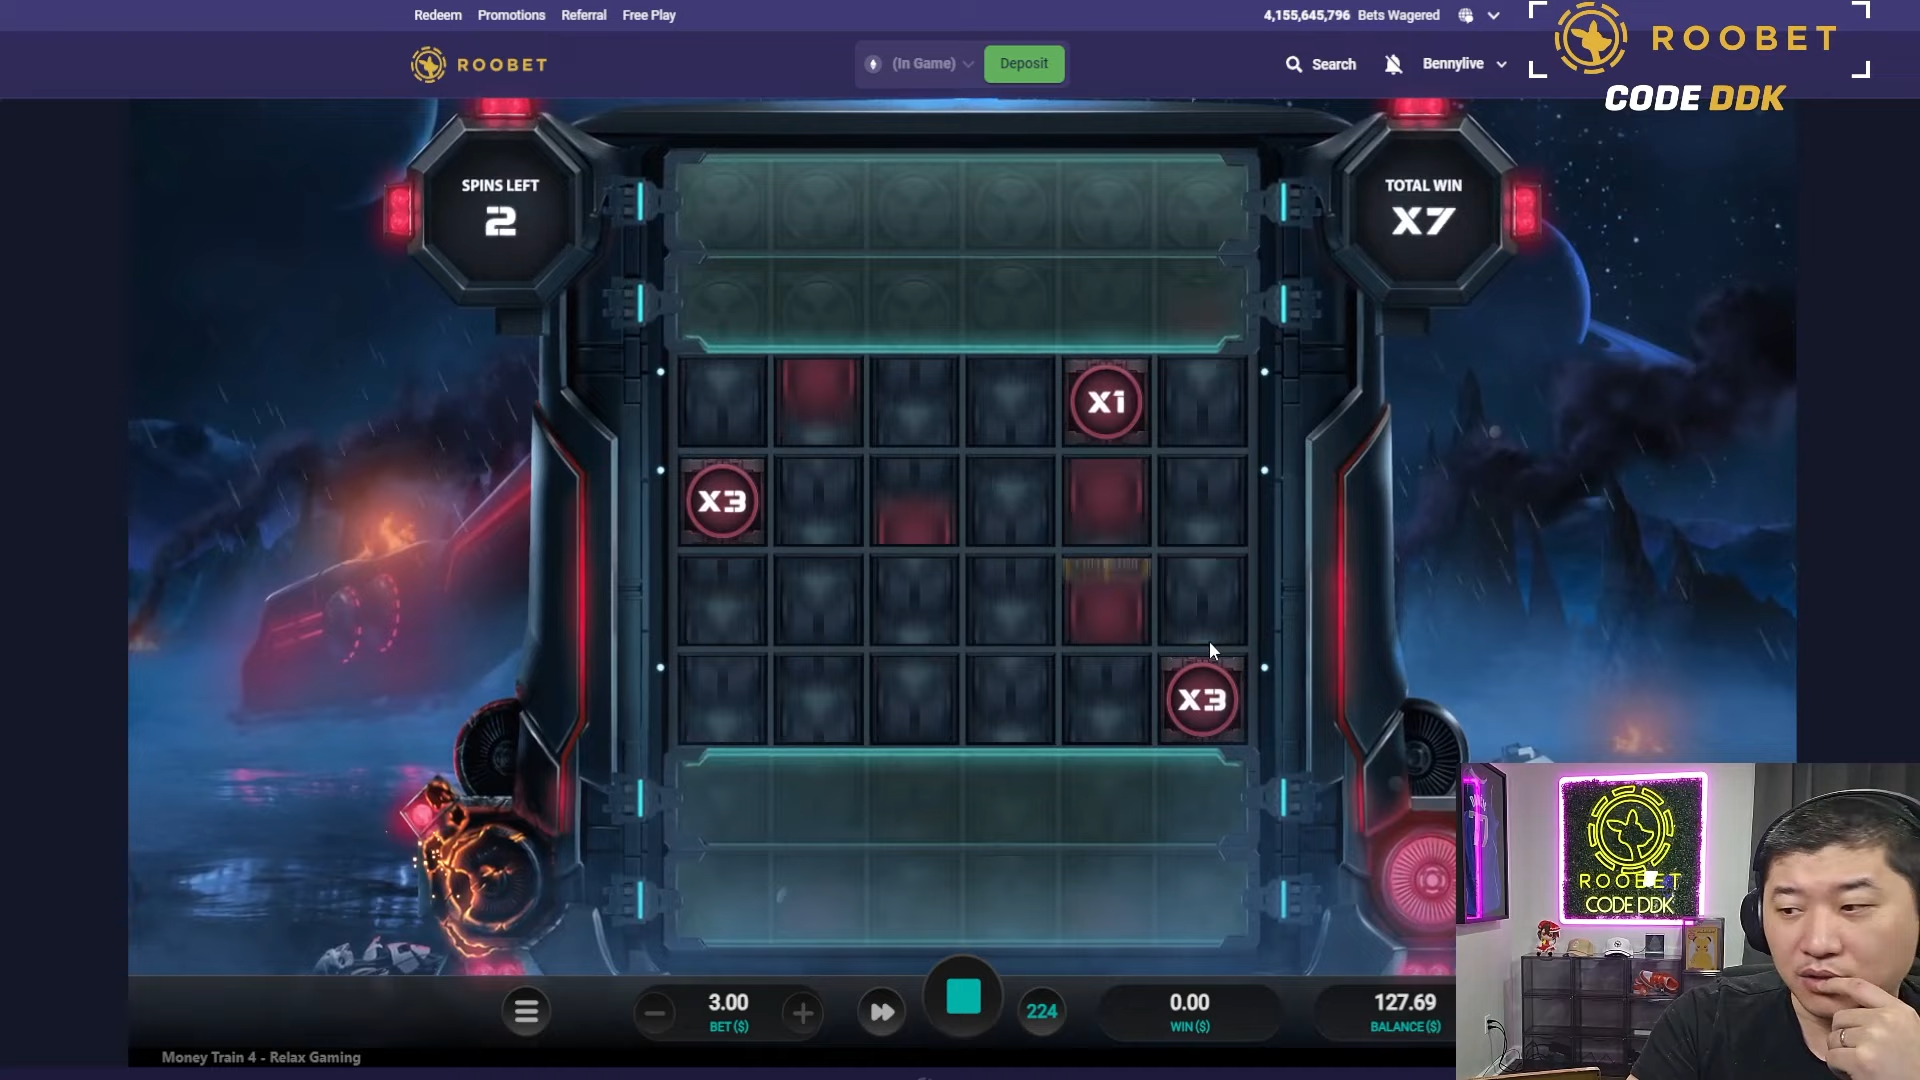 Redeem Promotions Referral Free Play
4,155,645,796 Bets Wagered
ROOBET
(In Game) Deposit
Search
Bennylive
ROOBET
CODE DDK
SPINS LEFT
2
TOTAL WIN
X7
X1
X3
X3
3.00
BET($)
224
0.00
WIN($)
127.69
BALANCE($)
Money Train 4 - Relax Gaming
ROOBET
CODE DDK